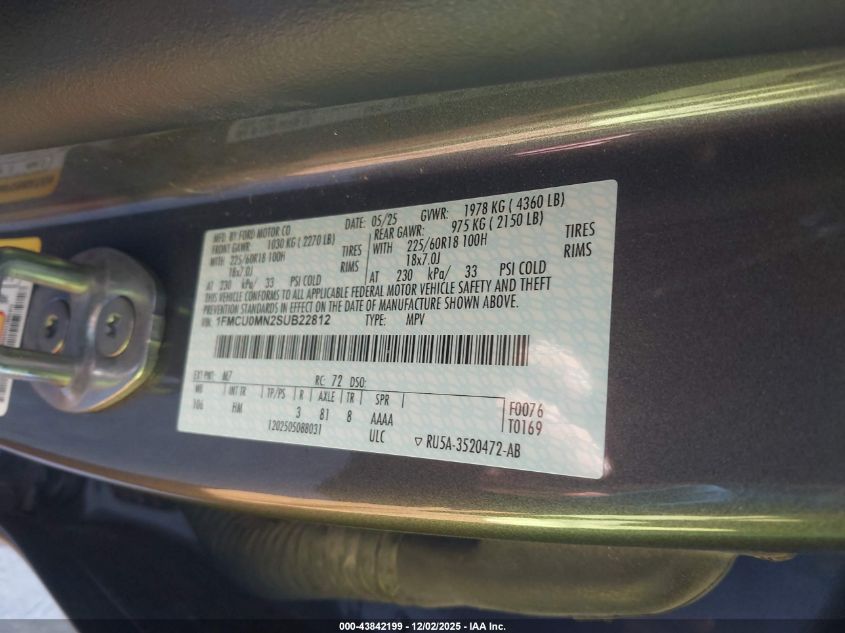 MFD. BY FORD MOTOR CO.
DATE: 05/25 GVWR: 1978 KG ( 4360 LB)
FRONT GAWR: 1030 KG ( 2270 LB) REAR GAWR: 975 KG ( 2150 LB)
WITH 225/60R18 100H TIRES WITH 225/60R18 100H TIRES
18x7.0J RIMS 18x7.0J RIMS
AT 230 kPa/ 33 PSI COLD AT 230 kPa/ 33 PSI COLD
THIS VEHICLE CONFORMS TO ALL APPLICABLE FEDERAL MOTOR VEHICLE SAFETY AND THEFT
PREVENTION STANDARDS IN EFFECT ON THE DATE OF MANUFACTURE SHOWN ABOVE.
VIN: 1FMCU0MN2SUB22812 TYPE: MPV
EXT PNT: M7 RC: 72 DSO:
WB INT TR TP/PS R AXLE TR SPR
106 HM 3 81 8 AAAA F0076
1202505088031 ULC T0169
RU5A-3520472-AB
000-43842199 - 12/02/2025 - IAA Inc.